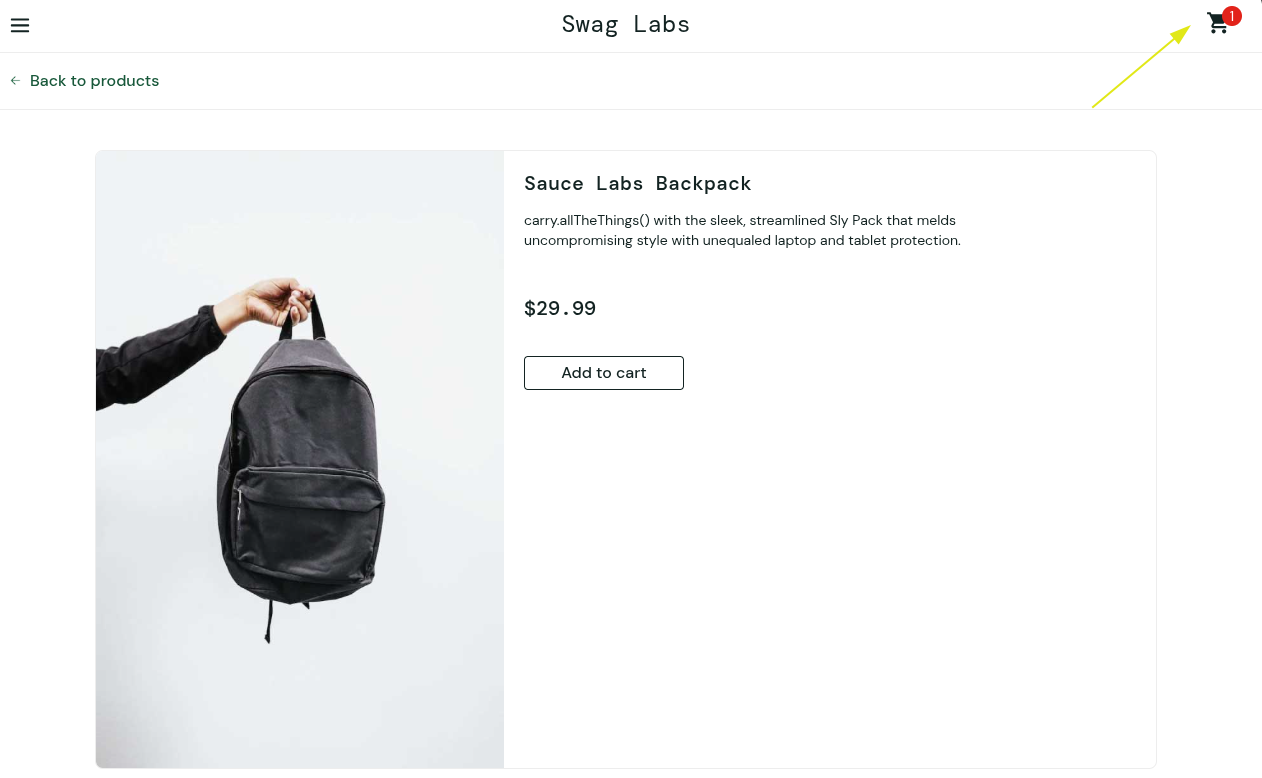 Swag Labs
1
← Back to products
Sauce Labs Backpack
carry.allTheThings() with the sleek, streamlined Sly Pack that melds
uncompromising style with unequaled laptop and tablet protection.
$29.99
Add to cart